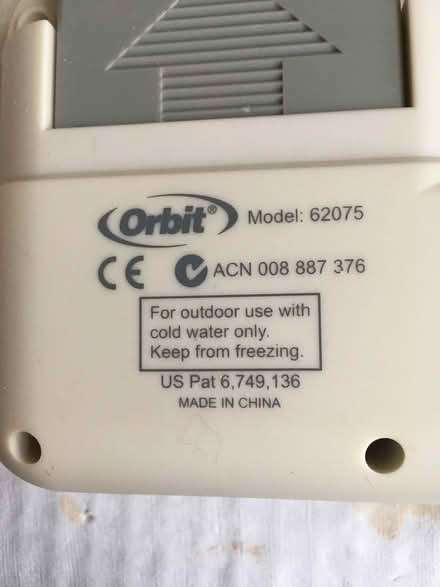 Orbit® Model: 62075
CE ACN 008 887 376
For outdoor use with
cold water only.
Keep from freezing.
US Pat 6,749,136
MADE IN CHINA